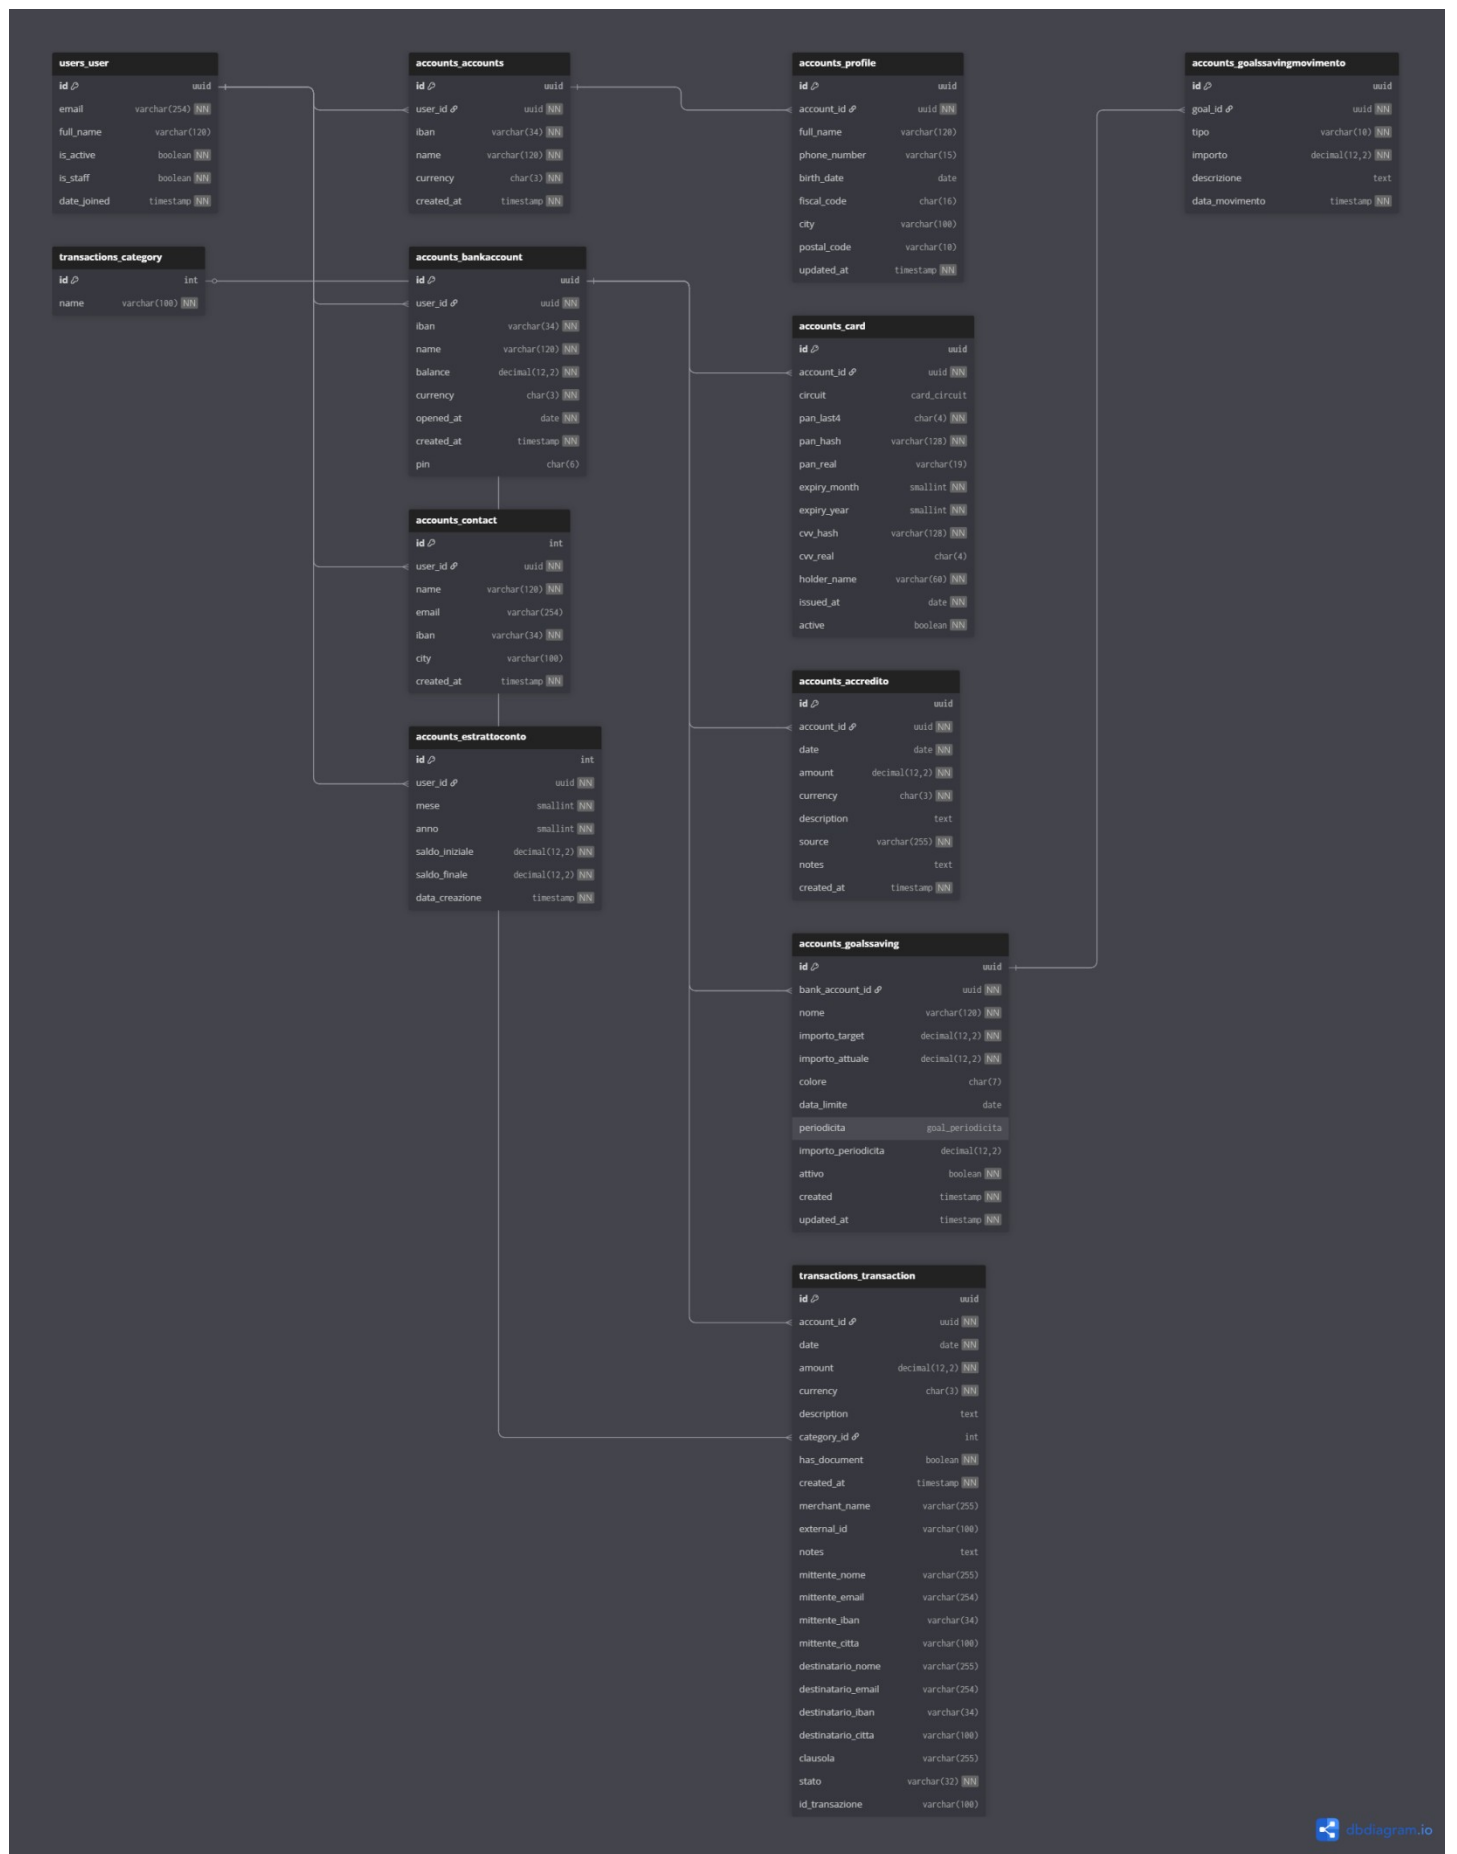 users_user
id uuid
email varchar(254) NN
full_name varchar(120)
is_active boolean NN
is_staff boolean NN
date_joined timestamp NN
transactions_category
id int
name varchar(100) NN
accounts_accounts
id uuid
user_id uuid NN
iban varchar(34) NN
name varchar(120) NN
currency char(3) NN
created_at timestamp NN
accounts_bankaccount
id uuid
user_id uuid NN
iban varchar(34) NN
name varchar(120) NN
balance decimal(12,2) NN
currency char(3) NN
opened_at date NN
created_at timestamp NN
pin char(6)
accounts_contact
id int
user_id uuid NN
name varchar(120) NN
email varchar(254)
iban varchar(34) NN
city varchar(100)
created_at timestamp NN
accounts_estrattoconto
id int
user_id uuid NN
mese smallint NN
anno smallint NN
saldo_iniziale decimal(12,2) NN
saldo_finale decimal(12,2) NN
data_creazione timestamp NN
accounts_profile
id uuid
account_id uuid NN
full_name varchar(120)
phone_number varchar(15)
birth_date date
fiscal_code char(16)
city varchar(100)
postal_code varchar(10)
updated_at timestamp NN
accounts_card
id uuid
account_id uuid NN
circuit card_circuit
pan_last4 char(4) NN
pan_hash varchar(128) NN
pan_real varchar(19)
expiry_month smallint NN
expiry_year smallint NN
cvv_hash varchar(128) NN
cvv_real char(4)
holder_name varchar(60) NN
issued_at date NN
active boolean NN
accounts_accredito
id uuid
account_id uuid NN
date date NN
amount decimal(12,2) NN
currency char(3) NN
description text
source varchar(255) NN
notes text
created_at timestamp NN
accounts_goalssaving
id uuid
bank_account_id uuid NN
nome varchar(120) NN
importo_target decimal(12,2) NN
importo_attuale decimal(12,2) NN
colore char(7)
data_limite date
periodicita goal_periodicita
importo_periodicita decimal(12,2)
attivo boolean NN
created timestamp NN
updated_at timestamp NN
transactions_transaction
id uuid
account_id uuid NN
date date NN
amount decimal(12,2) NN
currency char(3) NN
description text
category_id int
has_document boolean NN
created_at timestamp NN
merchant_name varchar(255)
external_id varchar(100)
notes text
mittente_nome varchar(255)
mittente_email varchar(254)
mittente_iban varchar(34)
mittente_citta varchar(100)
destinatario_nome varchar(255)
destinatario_email varchar(254)
destinatario_iban varchar(34)
destinatario_citta varchar(100)
clausola varchar(255)
stato varchar(32) NN
id_transazione varchar(100)
accounts_goalssavingmovimento
id uuid
goal_id uuid NN
tipo varchar(10) NN
importo decimal(12,2) NN
descrizione text
data_movimento timestamp NN
dbdiagram.io